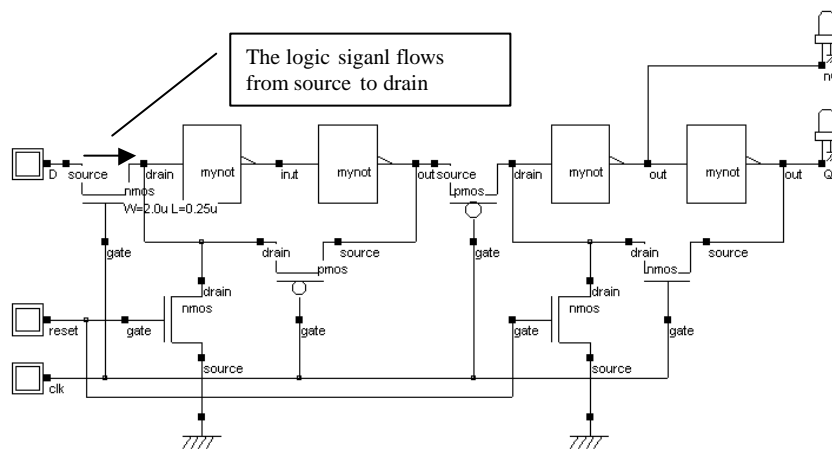 The logic siganl flows
from source to drain
n
D source drain mynot in,t mynot out source pmos drain mynot out mynot out Q
nmos
W=2.0u L=0.25u
gate drain source gate drain source
pmos nmos
drain drain
nmos nmos
reset gate gate gate gate
source source
clk